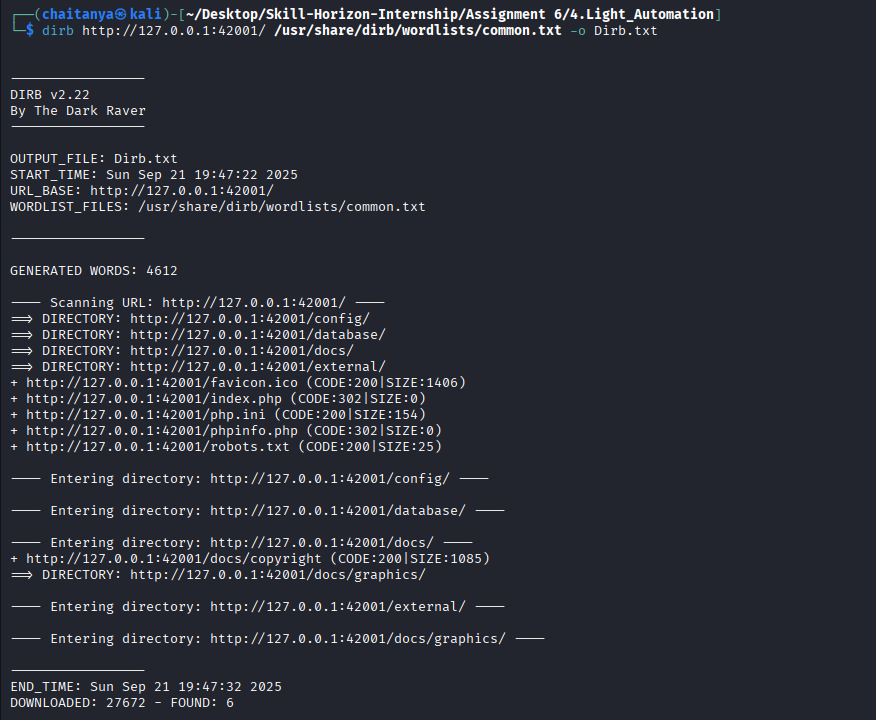 ┌──(chaitanya㉿kali)-[~/Desktop/Skill-Horizon-Internship/Assignment 6/4.Light_Automation]
└─$ dirb http://127.0.0.1:42001/ /usr/share/dirb/wordlists/common.txt -o Dirb.txt
-----------------
DIRB v2.22
By The Dark Raver
-----------------
OUTPUT_FILE: Dirb.txt
START_TIME: Sun Sep 21 19:47:22 2025
URL_BASE: http://127.0.0.1:42001/
WORDLIST_FILES: /usr/share/dirb/wordlists/common.txt
-----------------
GENERATED WORDS: 4612
---- Scanning URL: http://127.0.0.1:42001/ ----
==> DIRECTORY: http://127.0.0.1:42001/config/
==> DIRECTORY: http://127.0.0.1:42001/database/
==> DIRECTORY: http://127.0.0.1:42001/docs/
==> DIRECTORY: http://127.0.0.1:42001/external/
+ http://127.0.0.1:42001/favicon.ico (CODE:200|SIZE:1406)
+ http://127.0.0.1:42001/index.php (CODE:302|SIZE:0)
+ http://127.0.0.1:42001/php.ini (CODE:200|SIZE:154)
+ http://127.0.0.1:42001/phpinfo.php (CODE:302|SIZE:0)
+ http://127.0.0.1:42001/robots.txt (CODE:200|SIZE:25)
---- Entering directory: http://127.0.0.1:42001/config/ ----
---- Entering directory: http://127.0.0.1:42001/database/ ----
---- Entering directory: http://127.0.0.1:42001/docs/ ----
+ http://127.0.0.1:42001/docs/copyright (CODE:200|SIZE:1085)
==> DIRECTORY: http://127.0.0.1:42001/docs/graphics/
---- Entering directory: http://127.0.0.1:42001/external/ ----
---- Entering directory: http://127.0.0.1:42001/docs/graphics/ ----
-----------------
END_TIME: Sun Sep 21 19:47:32 2025
DOWNLOADED: 27672 - FOUND: 6